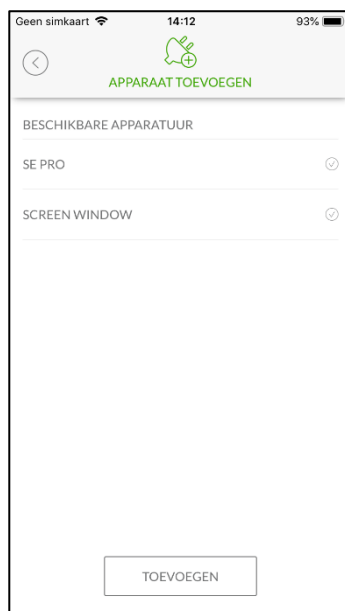 Geen simkaart 14:12 93%
APPARAAT TOEVOEGEN
BESCHIKBARE APPARATUUR
SE PRO
SCREEN WINDOW
TOEVOEGEN